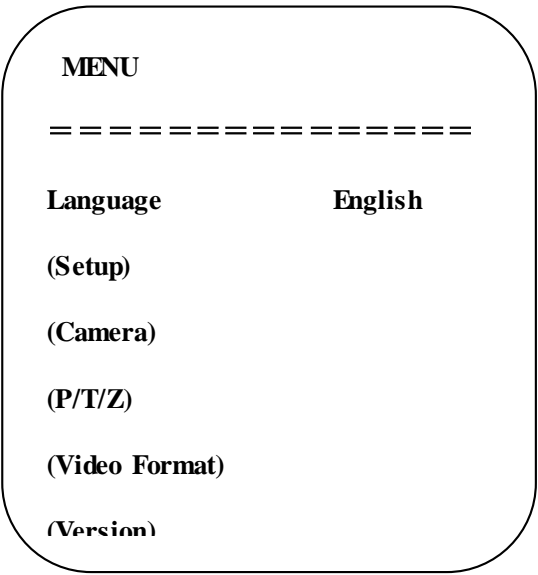 MENU
===============
Language English
(Setup)
(Camera)
(P/T/Z)
(Video Format)
(Version)